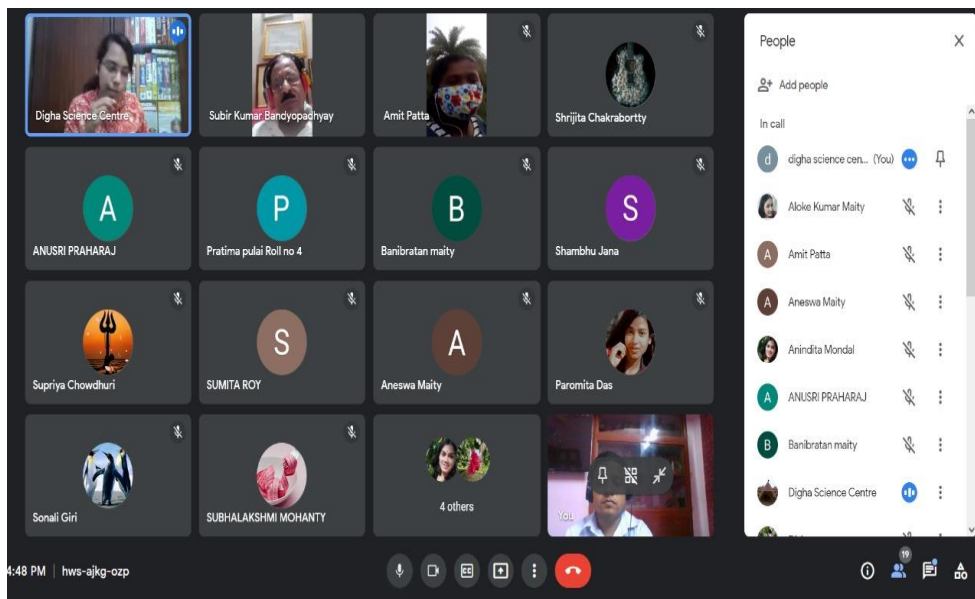 Digha Science Centre
Subir Kumar Bandyopadhyay
Amit Patta
Shrijita Chakrabortty
A
ANUSRI PRAHARAJ
P
Pratima pulai Roll no 4
B
Banibratan maity
S
Shambhu Jana
Supriya Chowdhuri
S
SUMITA ROY
A
Aneswa Maity
Paromita Das
Sonali Giri
SUBHALAKSHMI MOHANTY
4 others
You
People
Add people
In call
d
digha science cen... (You)
Aloke Kumar Maity
A
Amit Patta
A
Aneswa Maity
Anindita Mondal
A
ANUSRI PRAHARAJ
B
Banibratan maity
Digha Science Centre
4:48 PM | hws-ajkg-ozp
CC
19